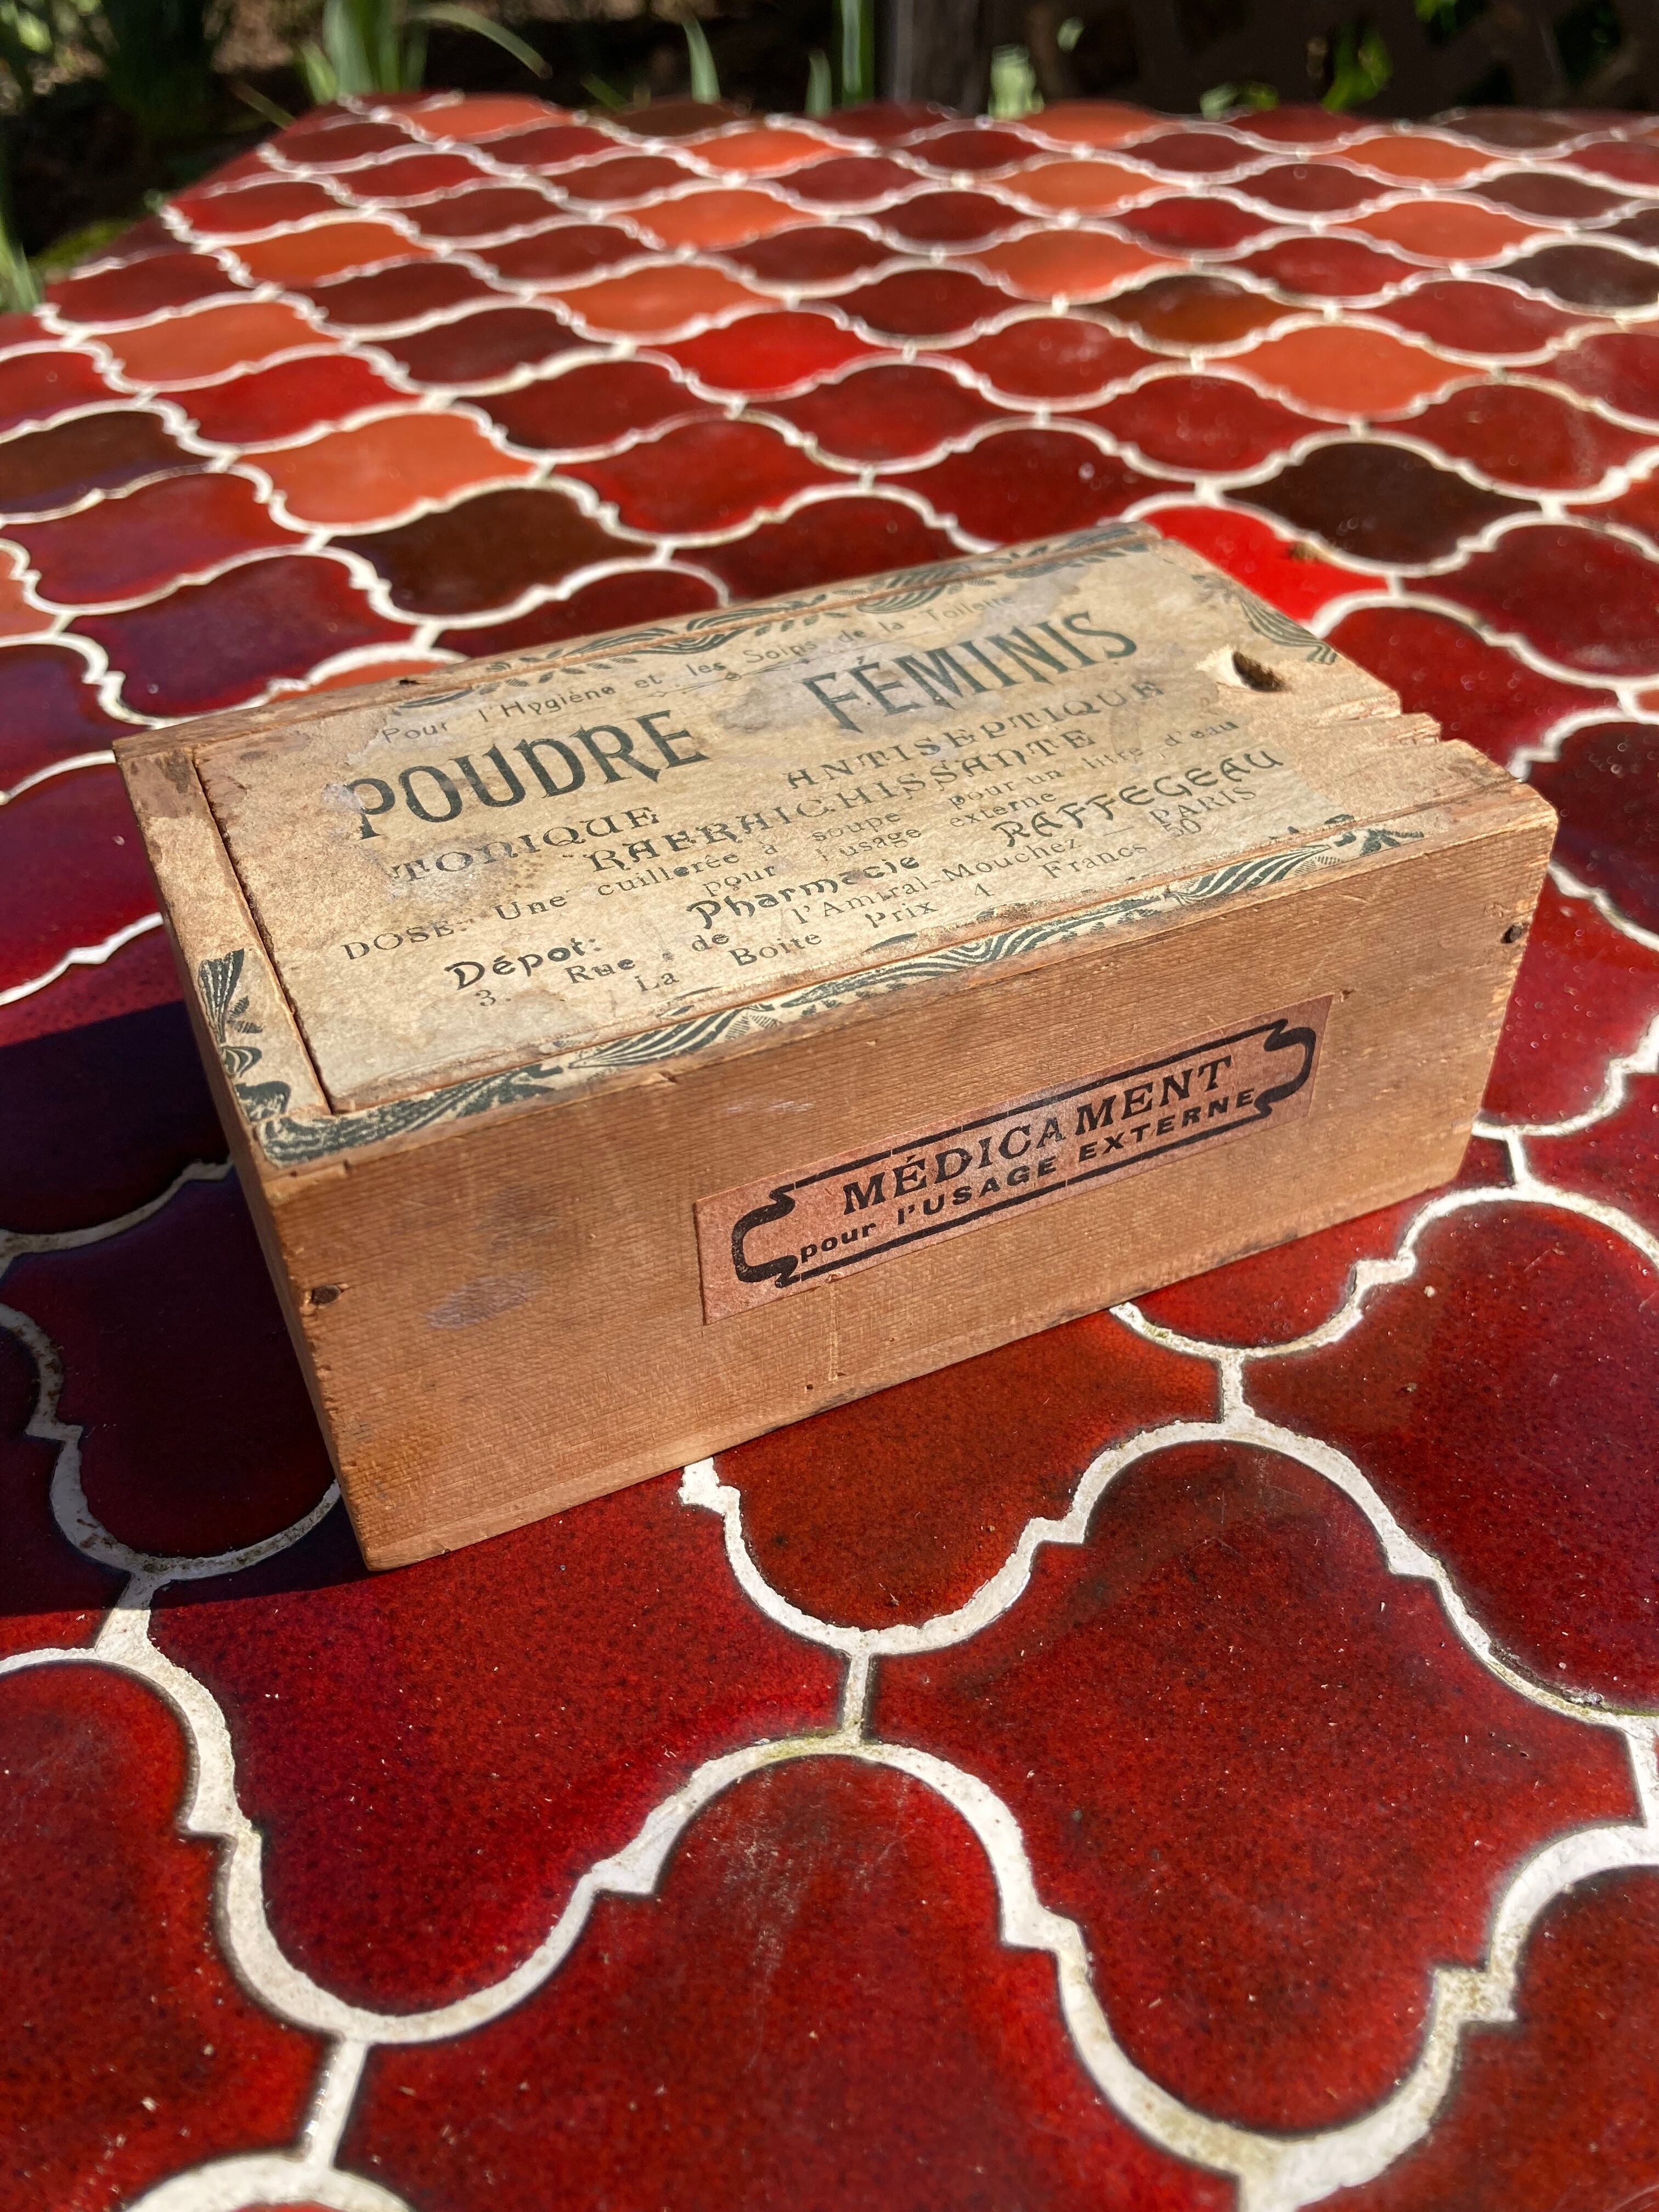 Pour l'Hygiène et les Soins de la Toilette
POUDRE FÉMINIS
TONIQUE ANTISEPTIQUE
RAFRAICHISSANTE
DOSE: Une cuillerée à soupe pour un litre d'eau
pour l'usage externe
Dépot: Pharmacie RAFFEGEAU
3. Rue de l'Amiral-Mouchez — PARIS
La Boite Prix 4 Francs 50
MÉDICAMENT
pour l'USAGE EXTERNE